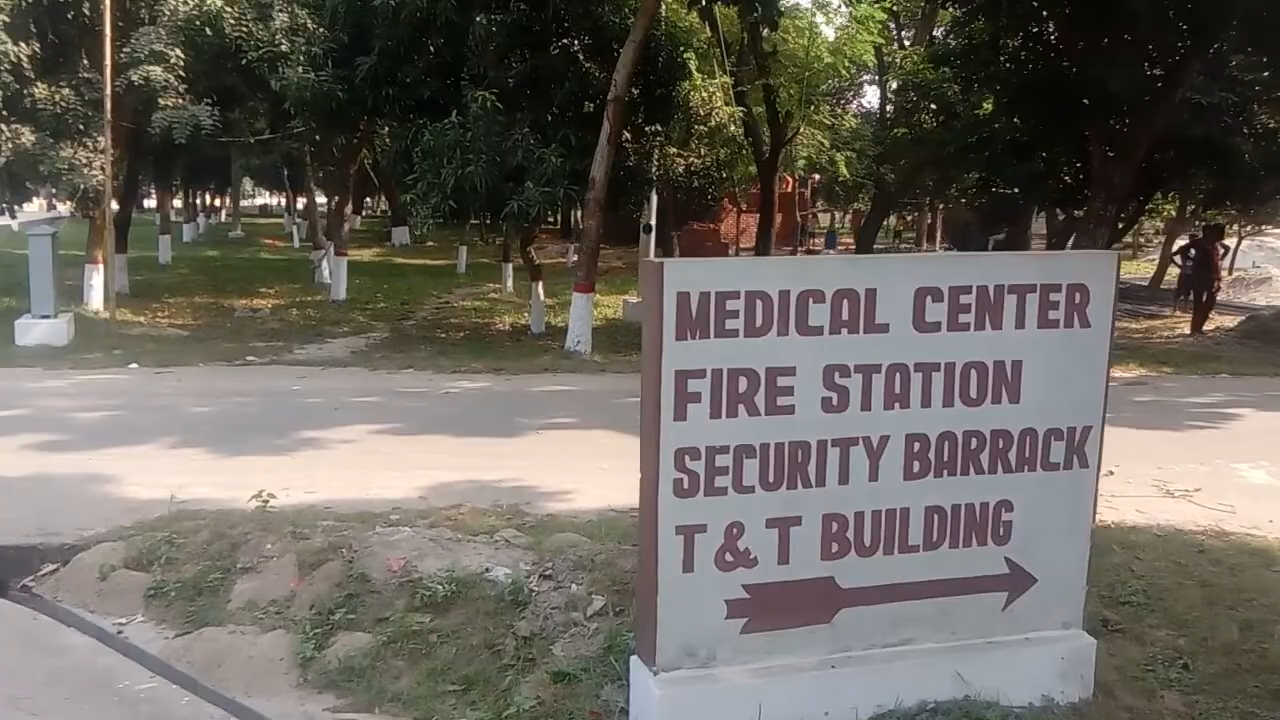 MEDICAL CENTER
FIRE STATION
SECURITY BARRACK
T & T BUILDING